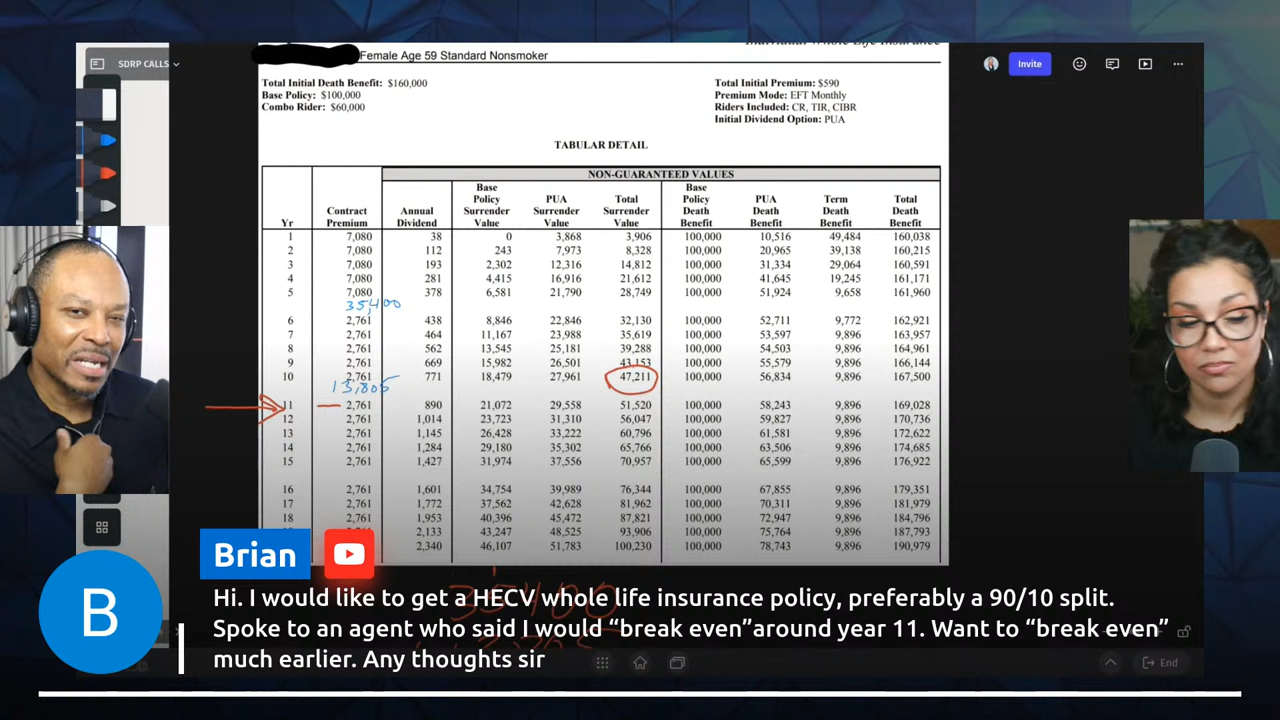 SDRP CALLS
Invite
Individual Whole Life Insurance
Female Age 59 Standard Nonsmoker
Total Initial Death Benefit: $160,000
Base Policy: $100,000
Combo Rider: $60,000
Total Initial Premium: $590
Premium Mode: EFT Monthly
Riders Included: CR, TIR, CIBR
Initial Dividend Option: PUA
TABULAR DETAIL
NON-GUARANTEED VALUES
Yr Contract Premium Annual Dividend Base Policy Surrender Value PUA Surrender Value Total Surrender Value Base Policy Death Benefit PUA Death Benefit Term Death Benefit Total Death Benefit
1 7,080 38 0 3,868 3,906 100,000 10,516 49,484 160,038
2 7,080 112 243 7,973 8,328 100,000 20,965 39,138 160,215
3 7,080 193 2,302 12,316 14,812 100,000 31,334 29,064 160,591
4 7,080 281 4,415 16,916 21,612 100,000 41,645 19,245 161,171
5 7,080 378 6,581 21,790 28,749 100,000 51,924 9,658 161,960
35,400
6 2,761 438 8,846 22,846 32,130 100,000 52,711 9,772 162,921
7 2,761 464 11,167 23,988 35,619 100,000 53,597 9,896 163,957
8 2,761 562 13,545 25,181 39,288 100,000 54,503 9,896 164,961
9 2,761 669 15,982 26,501 43,153 100,000 55,579 9,896 166,144
10 2,761 771 18,479 27,961 47,211 100,000 56,834 9,896 167,500
13,805
11 2,761 890 21,072 29,558 51,520 100,000 58,243 9,896 169,028
12 2,761 1,014 23,723 31,310 56,047 100,000 59,827 9,896 170,736
13 2,761 1,145 26,428 33,222 60,796 100,000 61,581 9,896 172,622
14 2,761 1,284 29,180 35,302 65,766 100,000 63,506 9,896 174,685
15 2,761 1,427 31,974 37,556 70,957 100,000 65,599 9,896 176,922
16 2,761 1,601 34,754 39,989 76,344 100,000 67,855 9,896 179,351
17 2,761 1,772 37,562 42,628 81,962 100,000 70,311 9,896 181,979
18 2,761 1,953 40,396 45,472 87,821 100,000 72,947 9,896 184,796
2,133 43,247 48,525 93,906 100,000 75,764 9,896 187,793
2,340 46,107 51,783 100,230 100,000 78,743 9,896 190,979
35400
Brian
B
Hi. I would like to get a HECV whole life insurance policy, preferably a 90/10 split.
Spoke to an agent who said I would “break even”around year 11. Want to “break even”
much earlier. Any thoughts sir
End